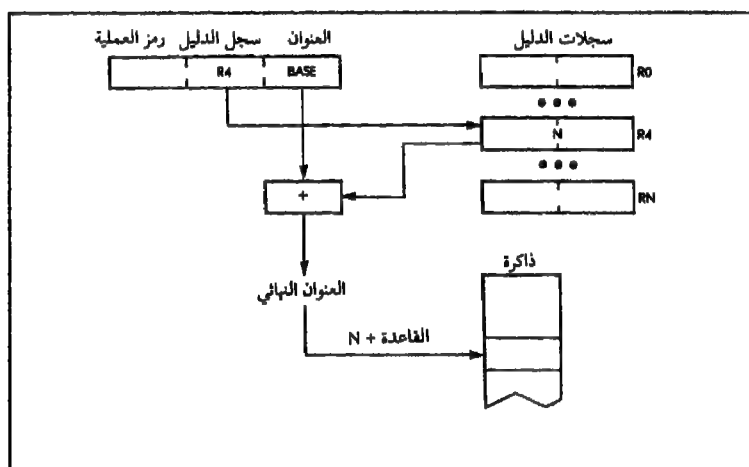 رمز العملية سجل الدليل العنوان
R4 BASE
سجلات الدليل
R0
N R4
RN
+
العنوان النهائي
القاعدة + N
ذاكرة